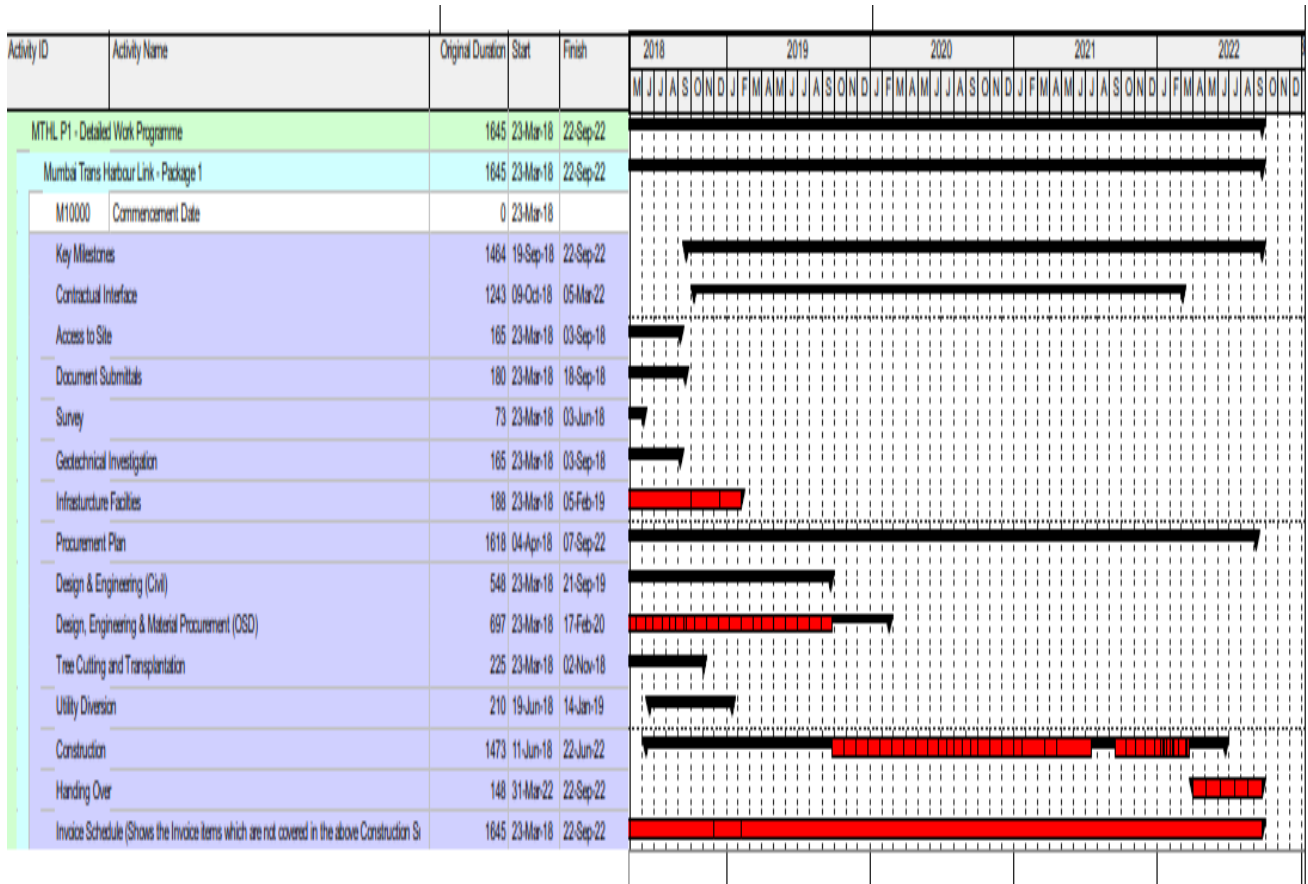 Activity ID Activity Name Original Duration Start Finish 2018 2019 2020 2021 2022
M J J A S O N D J F M A M J J A S O N D J F M A M J J A S O N D J F M A M J J A S O N D J F M A M J J A S O N D
MTHL P1 - Detailed Work Programme 1645 23-Mar-18 22-Sep-22
Mumbai Trans Harbour Link - Package 1 1645 23-Mar-18 22-Sep-22
M10000 Commencement Date 0 23-Mar-18
Key Milestones 1464 19-Sep-18 22-Sep-22
Contractual Interface 1243 09-Oct-18 05-Mar-22
Access to Site 165 23-Mar-18 03-Sep-18
Document Submittals 180 23-Mar-18 18-Sep-18
Survey 73 23-Mar-18 03-Jun-18
Geotechnical Investigation 165 23-Mar-18 03-Sep-18
Infrasturcture Facilties 188 23-Mar-18 05-Feb-19
Procurement Plan 1618 04-Apr-18 07-Sep-22
Design & Engineering (Civil) 548 23-Mar-18 21-Sep-19
Design, Engineering & Material Procurement (OSD) 697 23-Mar-18 17-Feb-20
Tree Cutting and Transplantation 225 23-Mar-18 02-Nov-18
Utility Diversion 210 19-Jun-18 14-Jan-19
Construction 1473 11-Jun-18 22-Jun-22
Handing Over 148 31-Mar-22 22-Sep-22
Invoice Schedule (Shows the Invoice items which are not covered in the above Construction S 1645 23-Mar-18 22-Sep-22